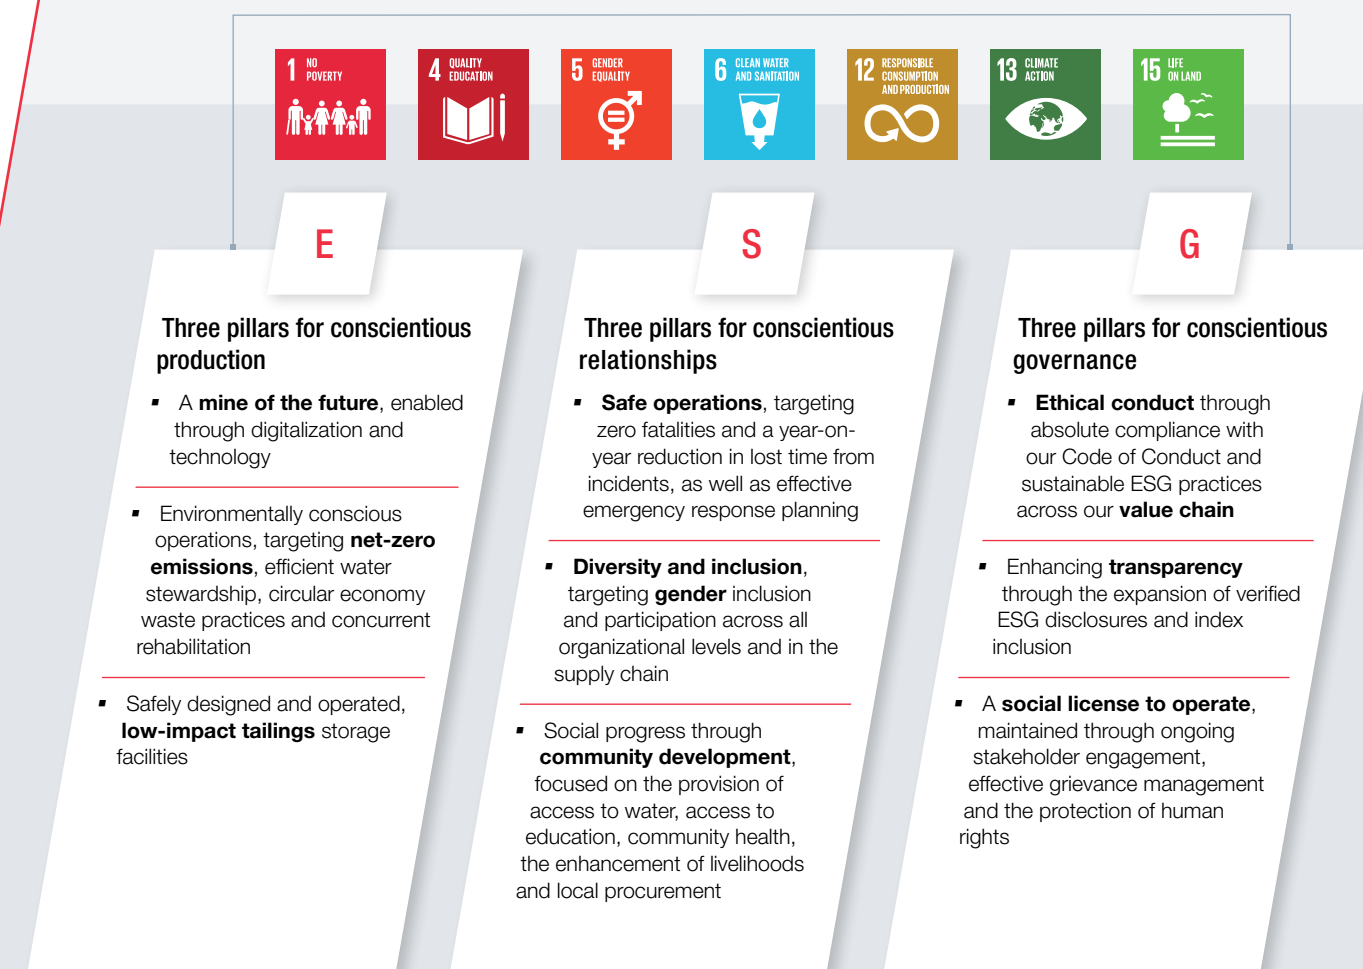 1 NO
POVERTY
4 QUALITY
EDUCATION
5 GENDER
EQUALITY
6 CLEAN WATER
AND SANITATION
12 RESPONSIBLE
CONSUMPTION
AND PRODUCTION
13 CLIMATE
ACTION
15 LIFE
ON LAND
E
Three pillars for conscientious
production
▪ A mine of the future, enabled
through digitalization and
technology
▪ Environmentally conscious
operations, targeting net-zero
emissions, efficient water
stewardship, circular economy
waste practices and concurrent
rehabilitation
▪ Safely designed and operated,
low-impact tailings storage
facilities
S
Three pillars for conscientious
relationships
▪ Safe operations, targeting
zero fatalities and a year-on-
year reduction in lost time from
incidents, as well as effective
emergency response planning
▪ Diversity and inclusion,
targeting gender inclusion
and participation across all
organizational levels and in the
supply chain
▪ Social progress through
community development,
focused on the provision of
access to water, access to
education, community health,
the enhancement of livelihoods
and local procurement
G
Three pillars for conscientious
governance
▪ Ethical conduct through
absolute compliance with
our Code of Conduct and
sustainable ESG practices
across our value chain
▪ Enhancing transparency
through the expansion of verified
ESG disclosures and index
inclusion
▪ A social license to operate,
maintained through ongoing
stakeholder engagement,
effective grievance management
and the protection of human
rights